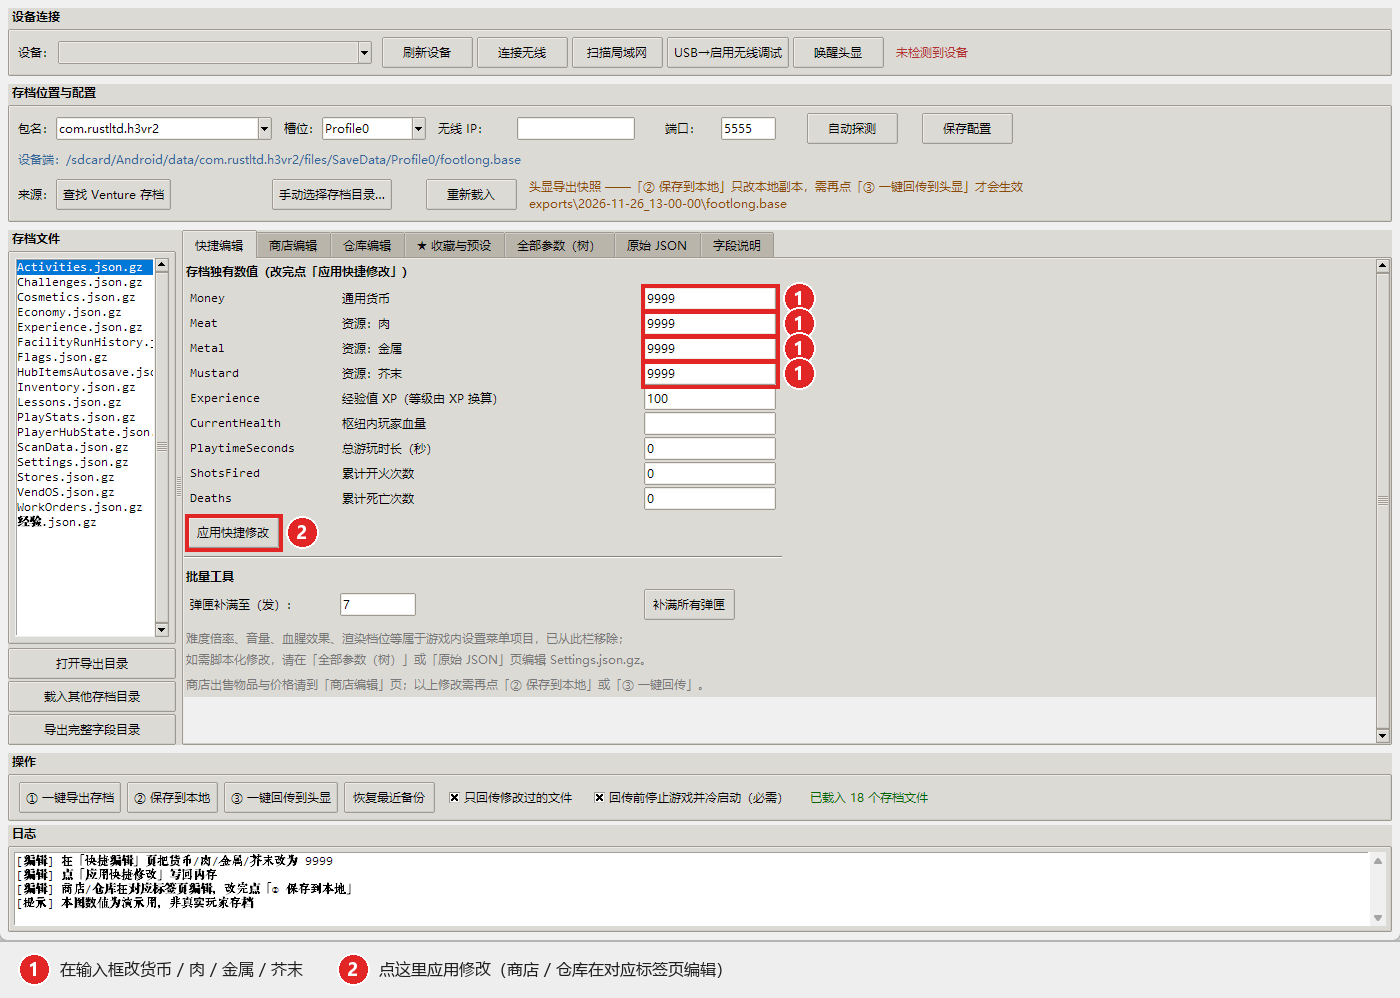 设备连接
设备： 刷新设备 连接无线 扫描局域网 USB→启用无线调试 唤醒头显 未检测到设备
存档位置与配置
包名： com.rustltd.h3vr2 槽位： Profile0 无线 IP： 端口： 5555 自动探测 保存配置
设备端：/sdcard/Android/data/com.rustltd.h3vr2/files/SaveData/Profile0/footlong.base
来源： 查找 Venture 存档 手动选择存档目录... 重新载入 头显导出快照 ——「② 保存到本地」只改本地副本，需再点「③ 一键回传到头显」才会生效
exports\2026-11-26_13-00-00\footlong.base
存档文件
Activities.json.gz
Challenges.json.gz
Cosmetics.json.gz
Economy.json.gz
Experience.json.gz
FacilityRunHistory.j
Flags.json.gz
HubItemsAutosave.jso
Inventory.json.gz
Lessons.json.gz
PlayStats.json.gz
PlayerHubState.json.
ScanData.json.gz
Settings.json.gz
Stores.json.gz
VendOS.json.gz
WorkOrders.json.gz
经验.json.gz
打开导出目录
载入其他存档目录
导出完整字段目录
快捷编辑 商店编辑 仓库编辑 ★ 收藏与预设 全部参数（树） 原始 JSON 字段说明
存档独有数值（改完点「应用快捷修改」）
Money 通用货币 9999 1
Meat 资源：肉 9999 1
Metal 资源：金属 9999 1
Mustard 资源：芥末 9999 1
Experience 经验值 XP（等级由 XP 换算） 100
CurrentHealth 枢纽内玩家血量
PlaytimeSeconds 总游玩时长（秒） 0
ShotsFired 累计开火次数 0
Deaths 累计死亡次数 0
应用快捷修改 2
批量工具
弹匣补满至（发）： 7 补满所有弹匣
难度倍率、音量、血腥效果、渲染档位等属于游戏内设置菜单项目，已从此栏移除；
如需脚本化修改，请在「全部参数（树）」或「原始 JSON」页编辑 Settings.json.gz。
商店出售物品与价格请到「商店编辑」页；以上修改需再点「② 保存到本地」或「③ 一键回传」。
操作
① 一键导出存档 ② 保存到本地 ③ 一键回传到头显 恢复最近备份 只回传修改过的文件 回传前停止游戏并冷启动（必需） 已载入 18 个存档文件
日志
[编辑] 在「快捷编辑」页把货币/肉/金属/芥末改为 9999
[编辑] 点「应用快捷修改」写回内存
[编辑] 商店/仓库在对应标签页编辑，改完点「② 保存到本地」
[提示] 本图数值为演示用，非真实玩家存档
1 在输入框改货币 / 肉 / 金属 / 芥末 2 点这里应用修改（商店 / 仓库在对应标签页编辑）